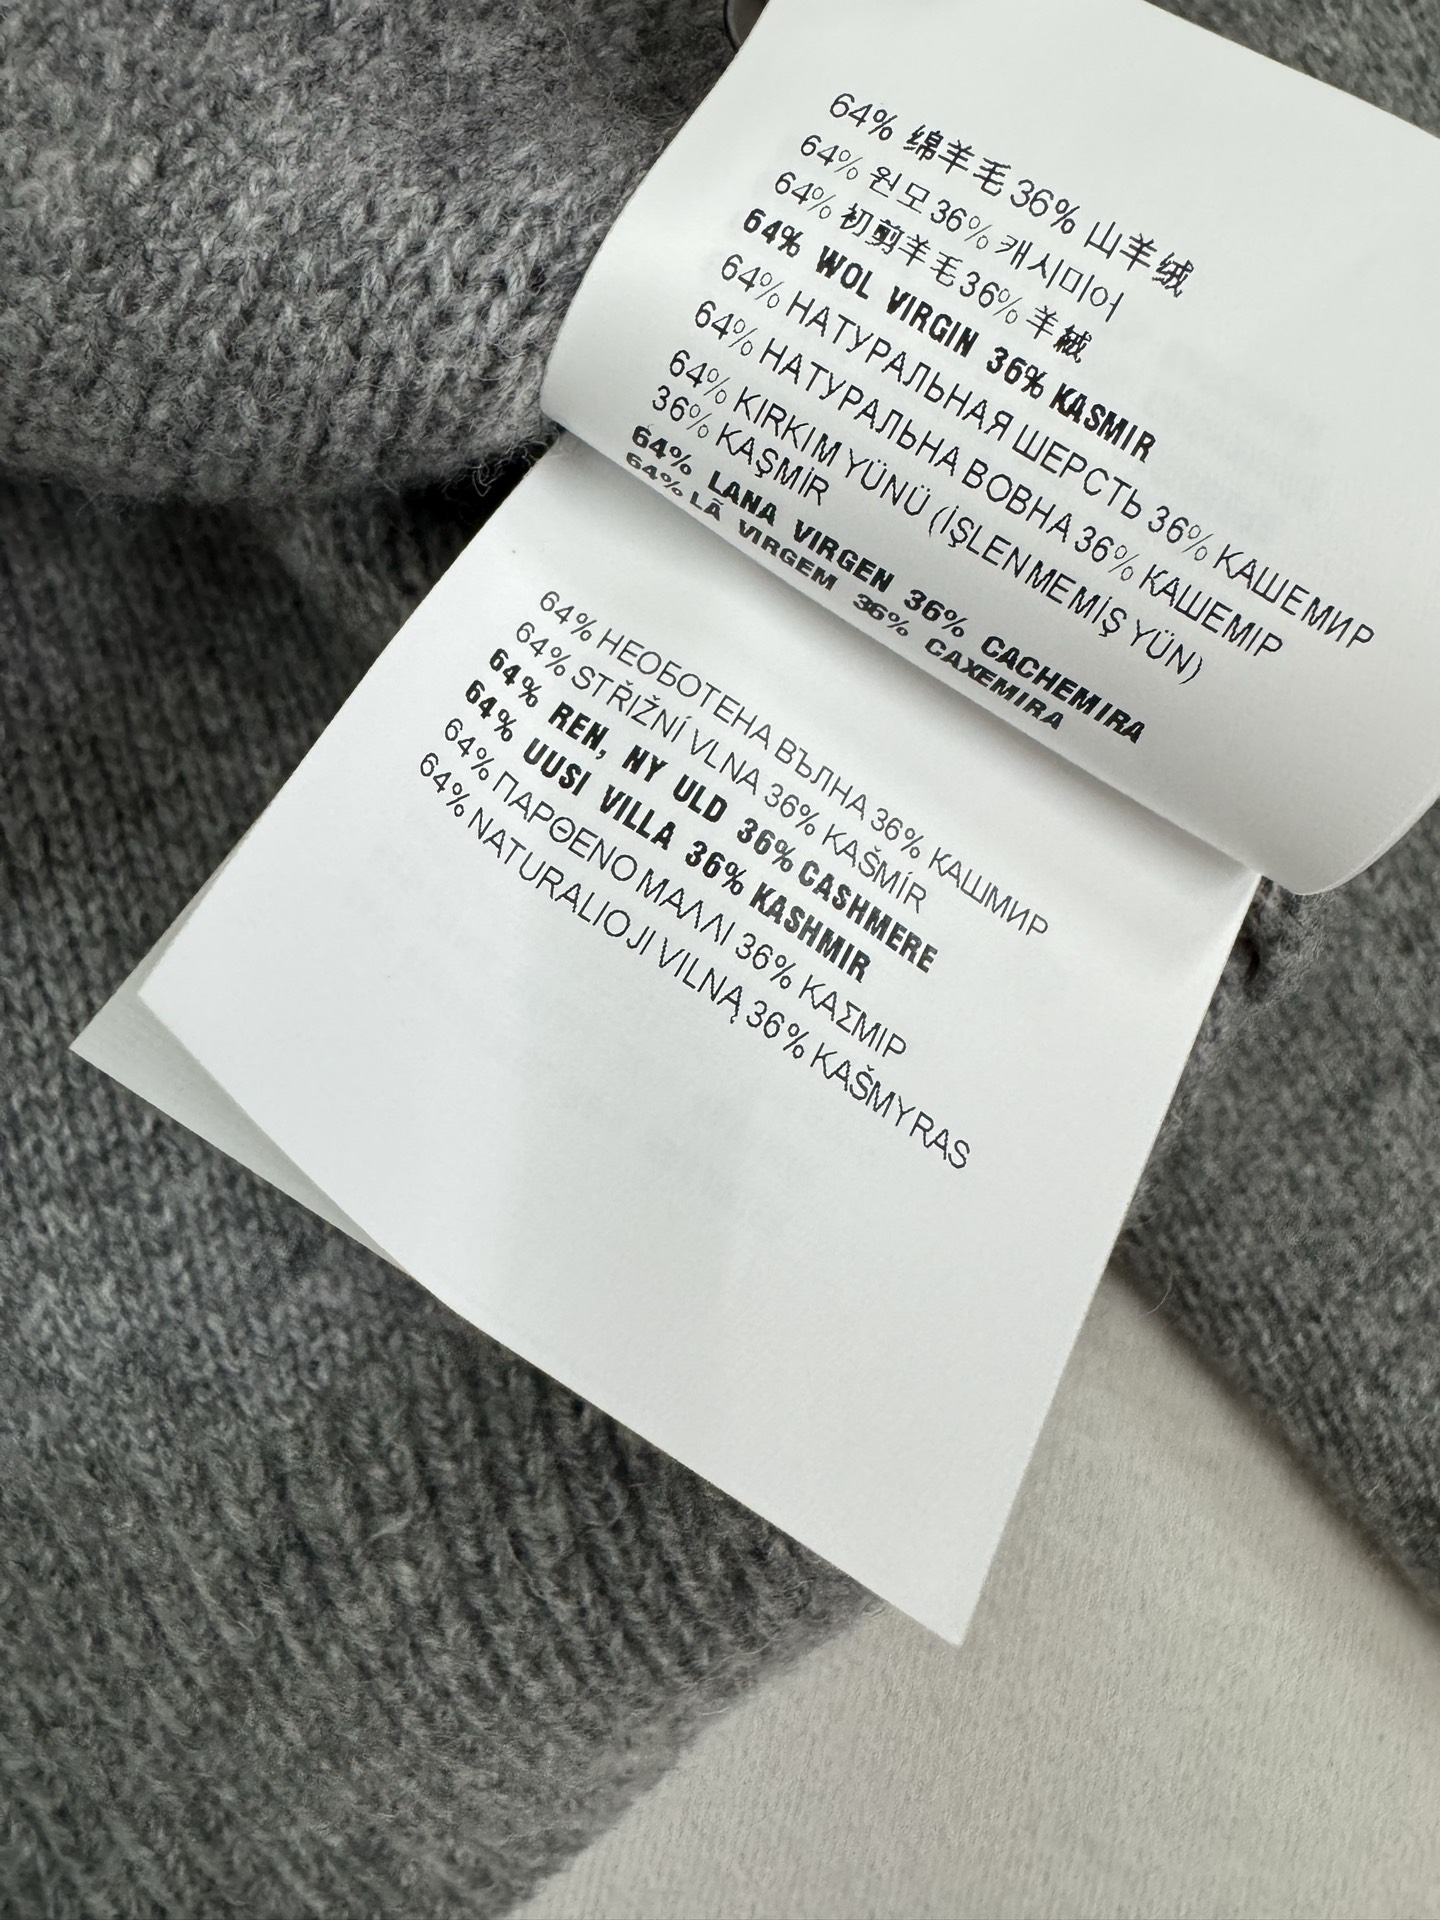 64% 绵羊毛 36% 山羊绒
64% 원모 36% 캐시미어
64% 初剪羊毛 36% 羊絨
64% WOL VIRGIN 36% KASMIR
64% НАТУРАЛЬНАЯ ШЕРСТЬ 36% КАШЕМИР
64% НАТУРАЛЬНА ВОВНА 36% КАШЕМІР
64% KIRKIM YÜNÜ (İŞLENMEMİŞ YÜN)
36% KAŞMİR
64% LANA VIRGEN 36% CACHEMIRA
64% LÃ VIRGEM 36% CAXEMIRA
64% НЕОБОТЕНА ВЪЛНА 36% КАШМИР
64% STŘIŽNÍ VLNA 36% KAŠMÍR
64% REN, NY ULD 36% CASHMERE
64% UUSI VILLA 36% KASHMIR
64% ΠΑΡΘΕΝΟ ΜΑΛΛΙ 36% ΚΑΣΜΙΡ
64% NATURALIOJI VILNĄ 36% KAŠMYRAS